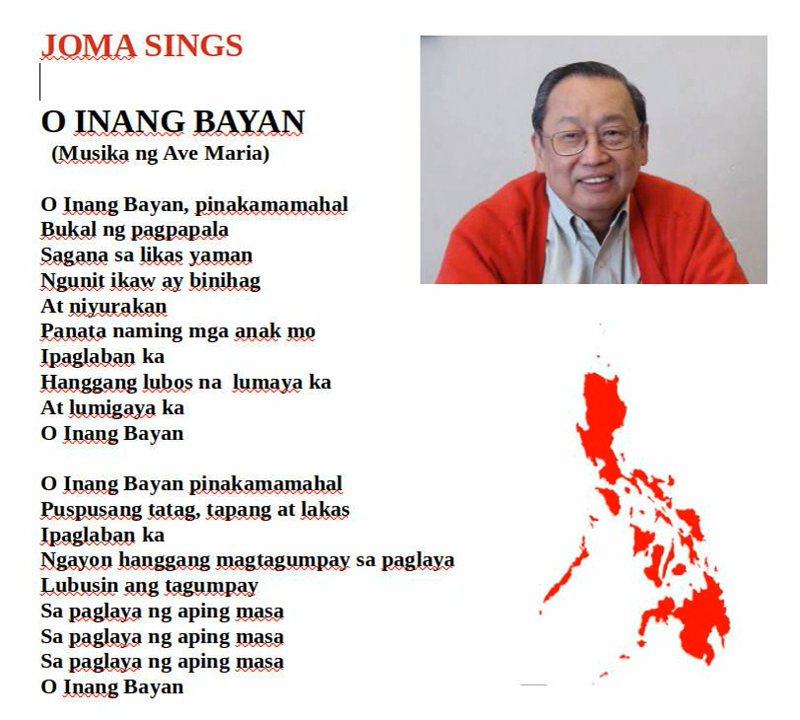 JOMA SINGS
O INANG BAYAN
(Musika ng Ave Maria)
O Inang Bayan, pinakamamahal
Bukal ng pagpapala
Sagana sa likas yaman
Ngunit ikaw ay binihag
At niyurakan
Panata naming mga anak mo
Ipaglaban ka
Hanggang lubos na  lumaya ka
At lumigaya ka
O Inang Bayan
O Inang Bayan pinakamamahal
Puspusang tatag, tapang at lakas
Ipaglaban ka
Ngayon hanggang magtagumpay sa paglaya
Lubusin ang tagumpay
Sa paglaya ng aping masa
Sa paglaya ng aping masa
Sa paglaya ng aping masa
O Inang Bayan